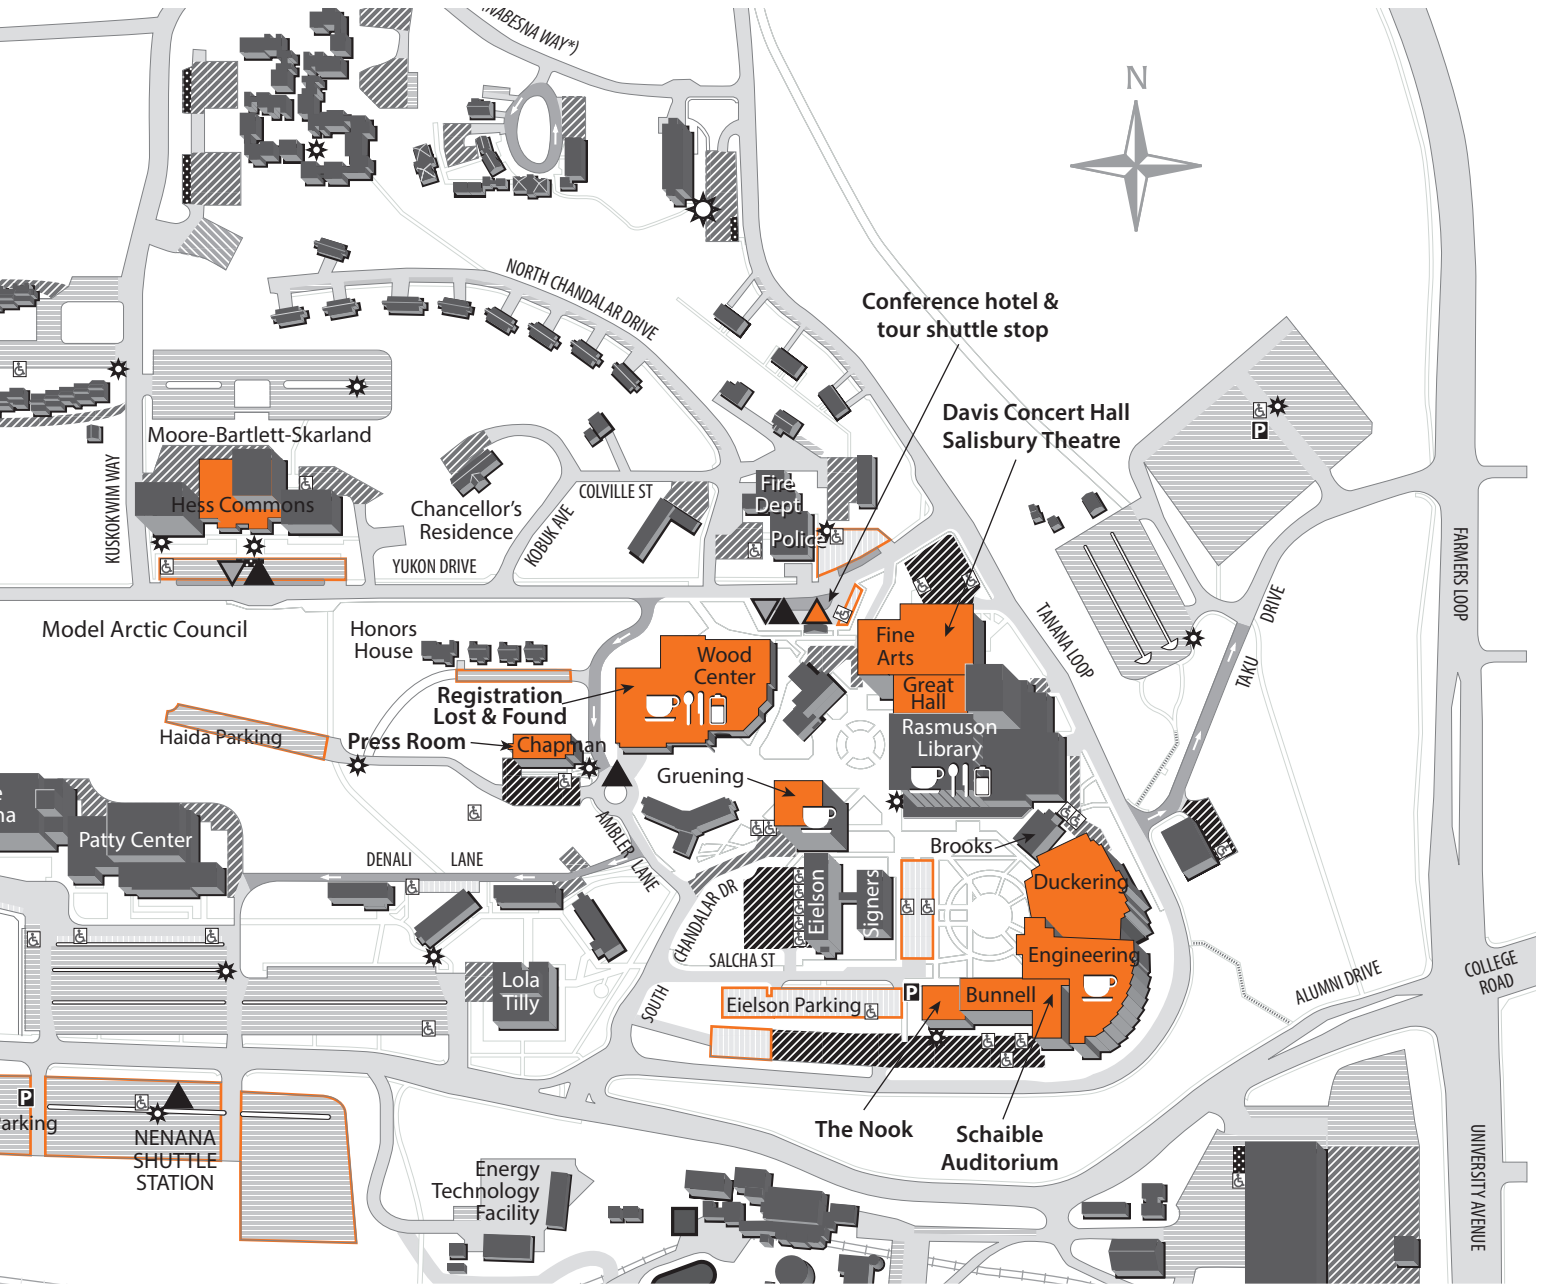 (NABESNA WAY*)
N
NORTH CHANDALAR DRIVE
Conference hotel &
tour shuttle stop
Davis Concert Hall
Salisbury Theatre
P
Moore-Bartlett-Skarland
Hess Commons
KUSKOKWIM WAY
Chancellor's
Residence
COLVILLE ST
KOBUK AVE
YUKON DRIVE
Fire
Dept
Police
FARMERS LOOP
TANANA LOOP
TAKU
DRIVE
Model Arctic Council
Honors
House
Wood
Center
Fine
Arts
Great
Hall
Registration
Lost & Found
Rasmuson
Library
Haida Parking
Press Room
Chapman
Gruening
Patty Center
Brooks
DENALI
LANE
AMBLER
LANE
Duckering
Eielson
Signers
CHANDALAR DR
SOUTH
SALCHA ST
Engineering
Lola
Tilly
Eielson Parking
P
Bunnell
ALUMNI DRIVE
COLLEGE
ROAD
P
arking
NENANA
SHUTTLE
STATION
The Nook
Schaible
Auditorium
Energy
Technology
Facility
UNIVERSITY AVENUE